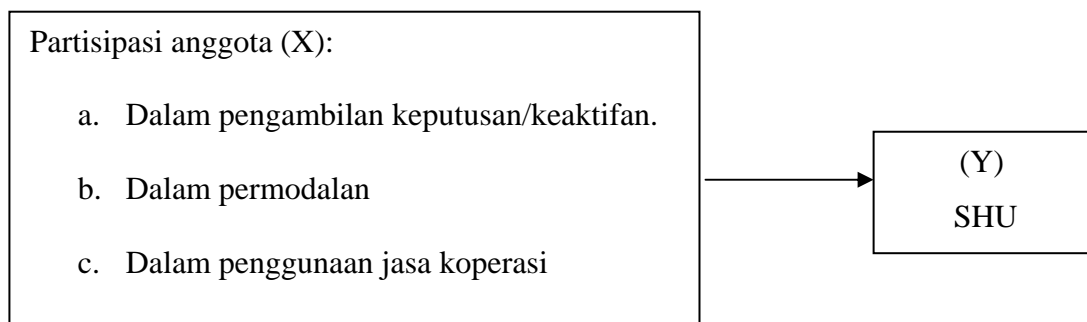 Partisipasi anggota (X):
a. Dalam pengambilan keputusan/keaktifan.
b. Dalam permodalan
c. Dalam penggunaan jasa koperasi
(Y)
SHU